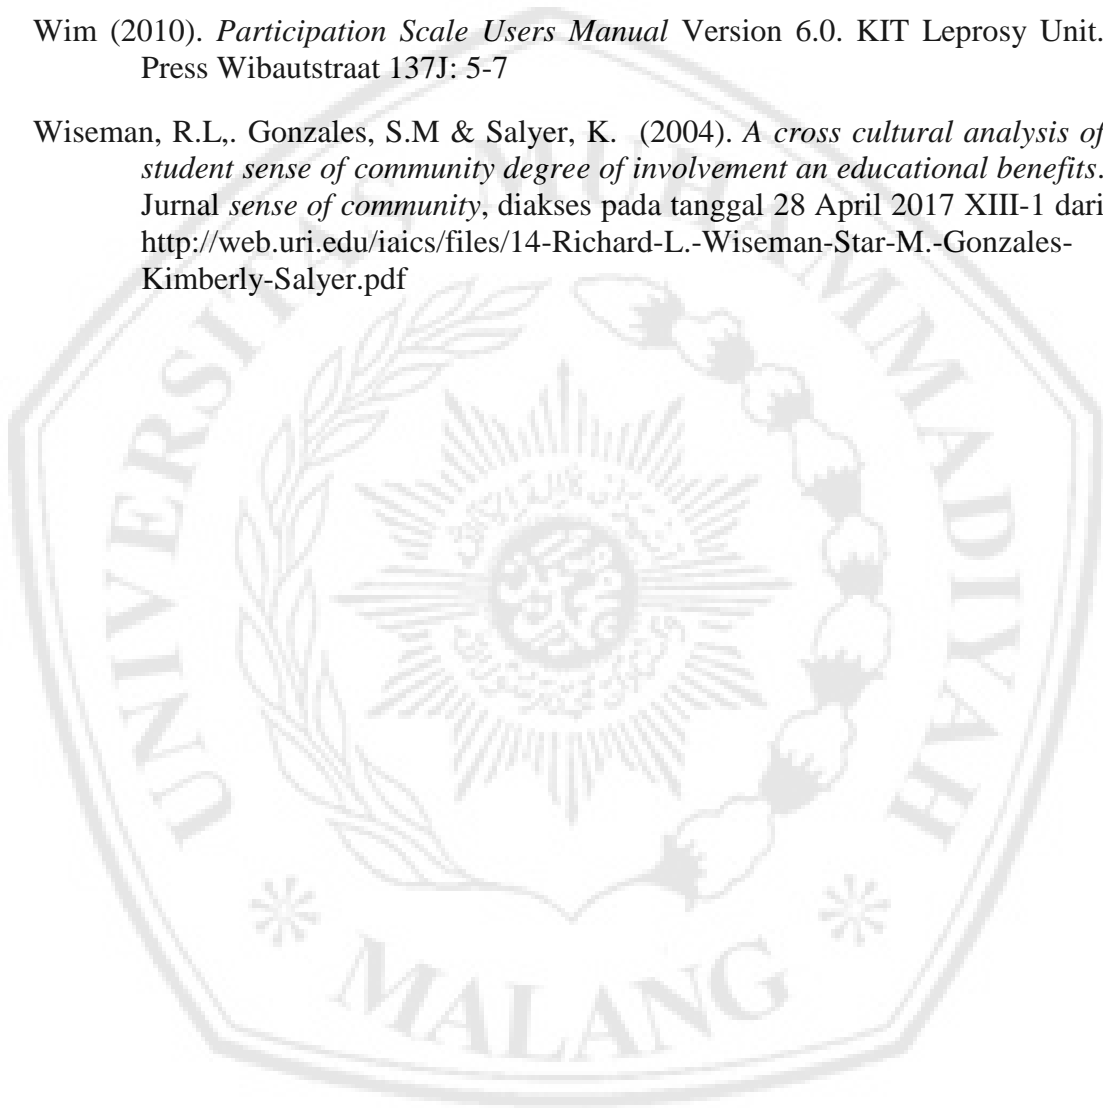 Wim (2010). Participation Scale Users Manual Version 6.0. KIT Leprosy Unit.
Press Wibautstraat 137J: 5-7
Wiseman, R.L,. Gonzales, S.M & Salyer, K. (2004). A cross cultural analysis of
student sense of community degree of involvement an educational benefits.
Jurnal sense of community, diakses pada tanggal 28 April 2017 XIII-1 dari
http://web.uri.edu/iaics/files/14-Richard-L.-Wiseman-Star-M.-Gonzales-
Kimberly-Salyer.pdf
UNIVERSITAS MUHAMMADIYAH
MALANG